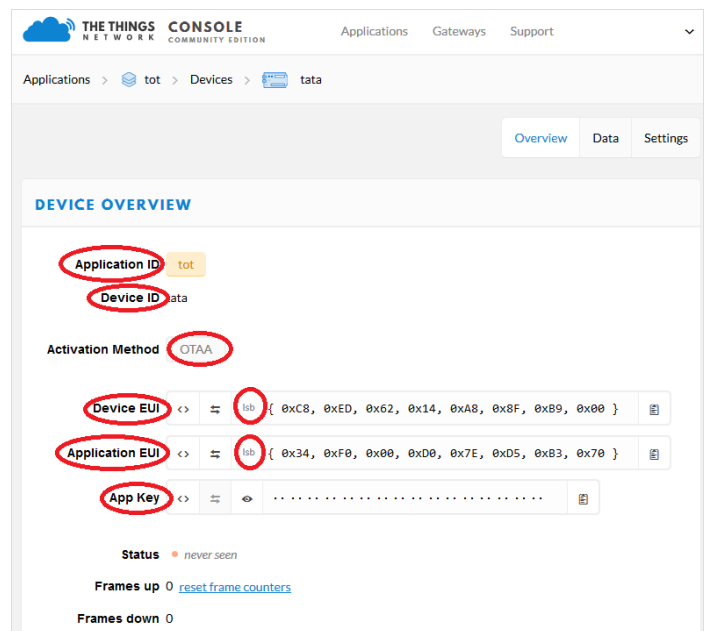 THE THINGS NETWORK CONSOLE COMMUNITY EDITION Applications Gateways Support
Applications > tot > Devices > tata
Overview Data Settings
DEVICE OVERVIEW
Application ID tot
Device ID tata
Activation Method OTAA
Device EUI <> lsb { 0xC8, 0xED, 0x62, 0x14, 0xA8, 0x8F, 0xB9, 0x00 }
Application EUI <> lsb { 0x34, 0xF0, 0x00, 0xD0, 0x7E, 0xD5, 0xB3, 0x70 }
App Key <> .. .. .. .. .. .. .. .. .. .. .. .. .. .. .. ..
Status never seen
Frames up 0 reset frame counters
Frames down 0